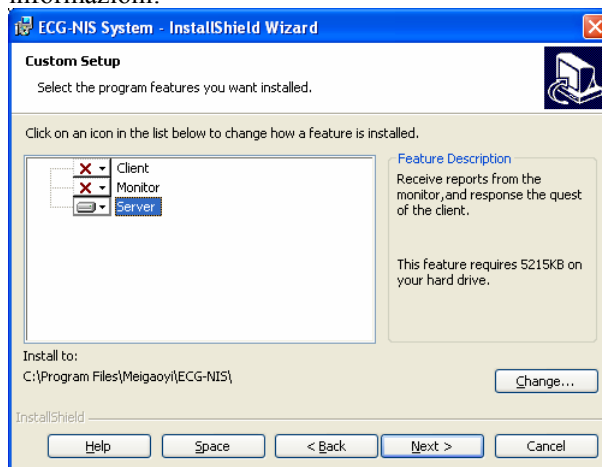 informazioni.
ECG-NIS System - InstallShield Wizard
Custom Setup
Select the program features you want installed.
Click on an icon in the list below to change how a feature is installed.
Client
Monitor
Server
Feature Description
Receive reports from the
monitor,and response the quest
of the client.
This feature requires 5215KB on
your hard drive.
Install to:
C:\Program Files\Meigaoyi\ECG-NIS\
Change...
InstallShield
Help
Space
< Back
Next >
Cancel